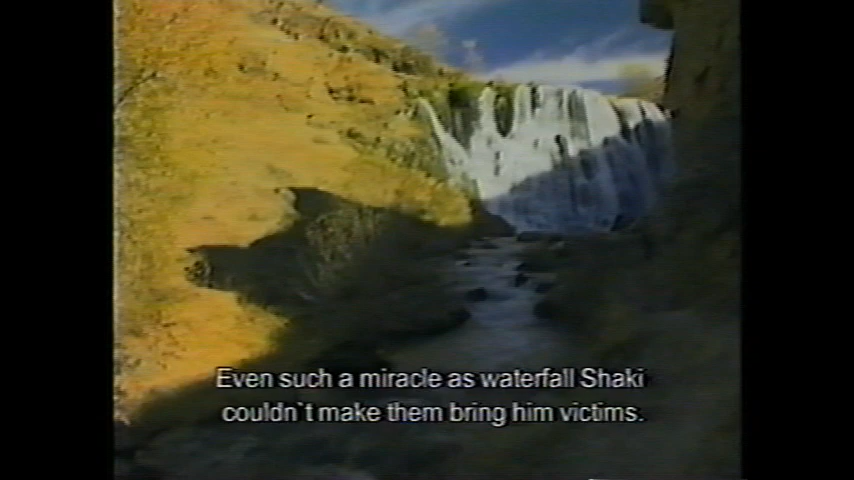 Even such a miracle as waterfall Shaki
couldn`t make them bring him victims.